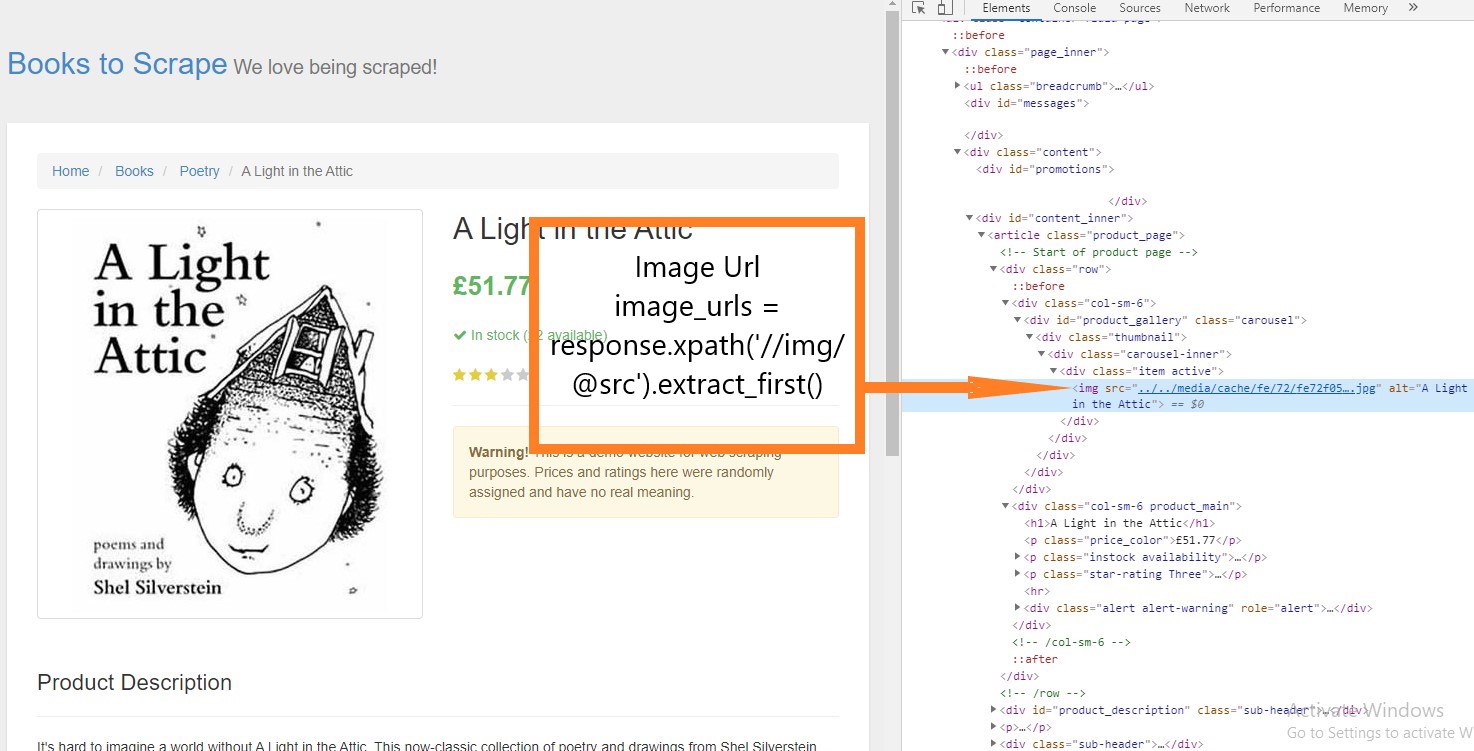 Books to Scrape We love being scraped!
Home / Books / Poetry / A Light in the Attic
A Light
in the
Attic
poems and
drawings by
Shel Silverstein
A Light in the Attic
£51.77
In stock (22 available)
Image Url
image_urls =
response.xpath('//img/
@src').extract_first()
Warning! This is a demo website for web scraping
purposes. Prices and ratings here were randomly
assigned and have no real meaning.
Product Description
It's hard to imagine a world without A Light in the Attic. This now-classic collection of poetry and drawings from Shel Silverstein
Elements Console Sources Network Performance Memory »
::before
<div class="page_inner">
::before
<ul class="breadcrumb">…</ul>
<div id="messages">
</div>
<div class="content">
<div id="promotions">
</div>
<div id="content_inner">
<article class="product_page">
<!-- Start of product page -->
<div class="row">
::before
<div class="col-sm-6">
<div id="product_gallery" class="carousel">
<div class="thumbnail">
<div class="carousel-inner">
<div class="item active">
<img src="../../media/cache/fe/72/fe72f05….jpg" alt="A Light
in the Attic"> == $0
</div>
</div>
</div>
</div>
</div>
<div class="col-sm-6 product_main">
<h1>A Light in the Attic</h1>
<p class="price_color">£51.77</p>
<p class="instock availability">…</p>
<p class="star-rating Three">…</p>
<hr>
<div class="alert alert-warning" role="alert">…</div>
</div>
<!-- /col-sm-6 -->
::after
</div>
<!-- /row -->
<div id="product_description" class="sub-header">…</div>
<p>…</p>
<div class="sub-header">…</div>
Activate Windows
Go to Settings to activate W